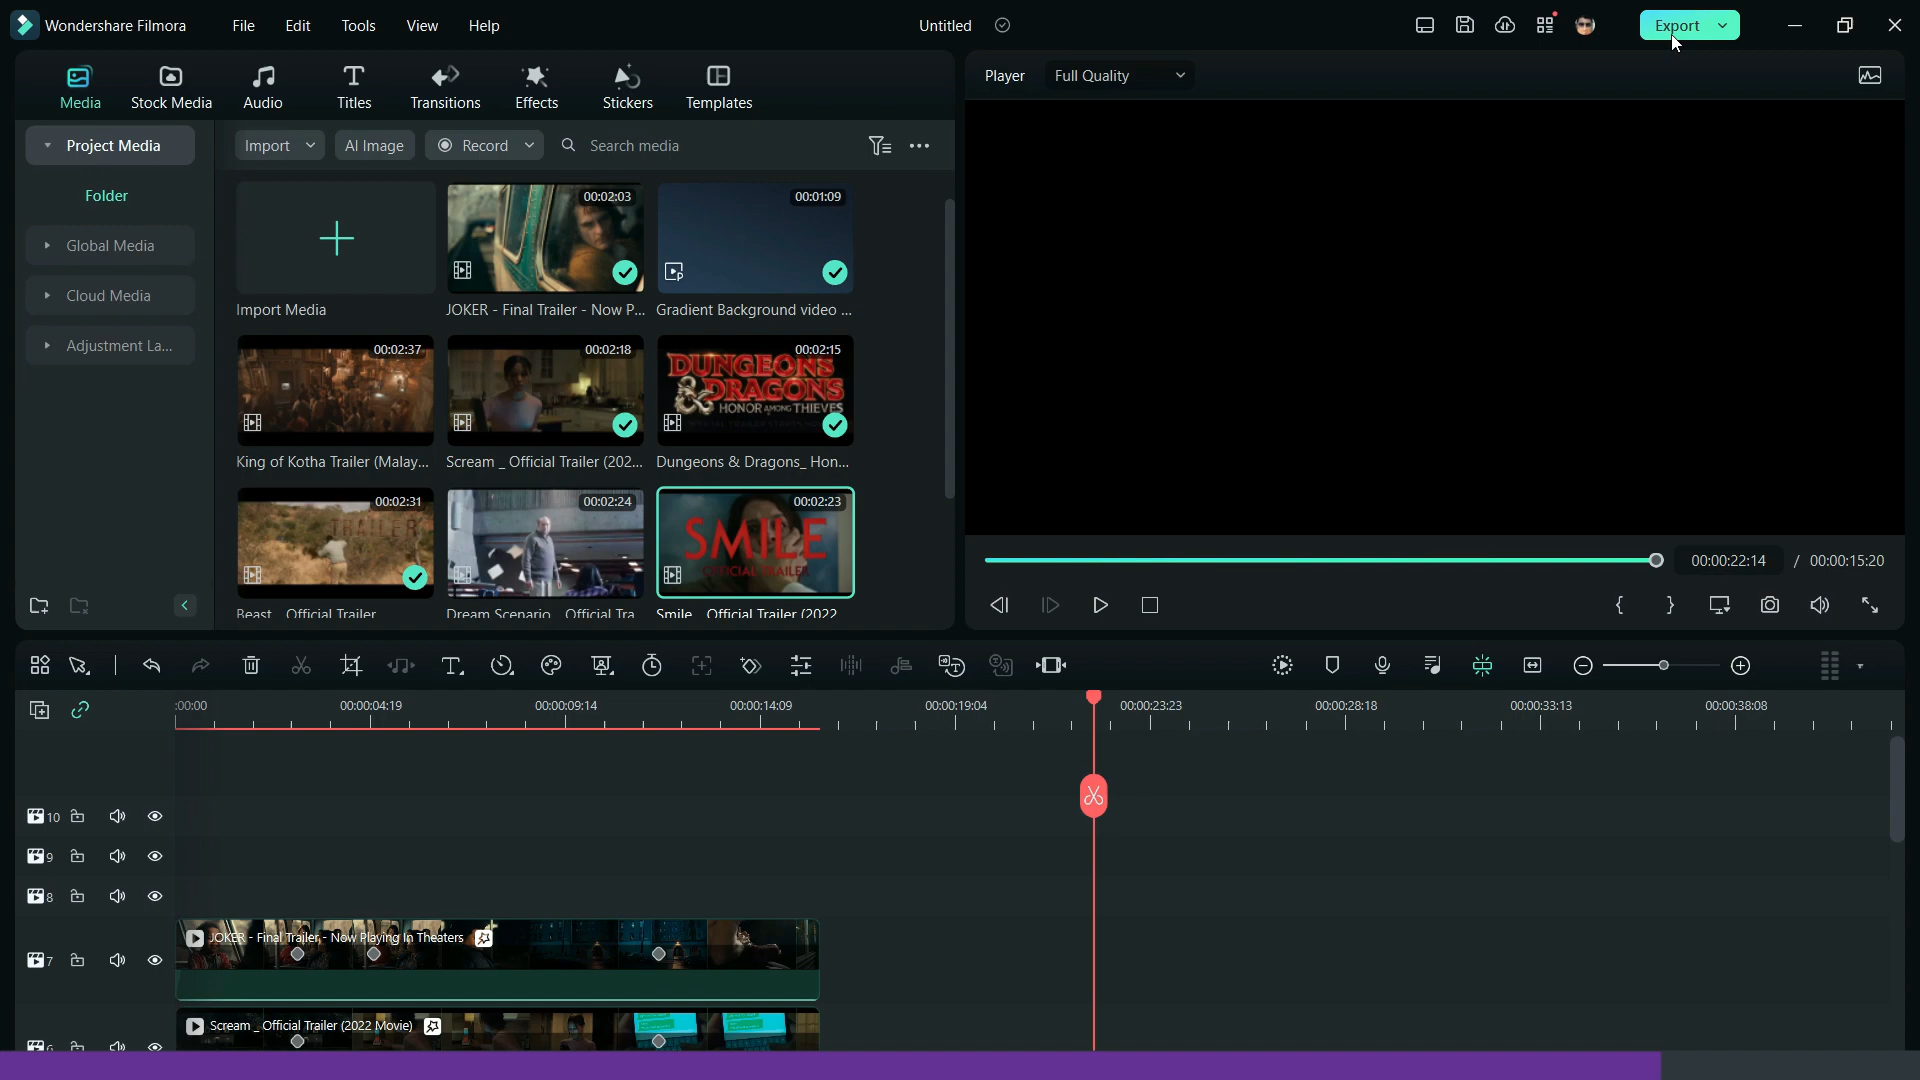 Wondershare Filmora File Edit Tools View Help Untitled Export
Media Stock Media Audio Titles Transitions Effects Stickers Templates
Player Full Quality
Project Media Import AI Image Record Search media
Folder
Global Media
Cloud Media
Adjustment La...
00:02:03 00:01:09
Import Media JOKER - Final Trailer - Now P... Gradient Background video ...
00:02:37 00:02:18 00:02:15
DUNGEONS
& DRAGONS
HONOR AMONG THIEVES
King of Kotha Trailer (Malay... Scream _ Official Trailer (202... Dungeons & Dragons_ Hon...
00:02:31 00:02:24 00:02:23
TRAILER
SMILE
OFFICIAL TRAILER
Beast Official Trailer Dream Scenario Official Tra Smile Official Trailer (2022
00:00:22:14 / 00:00:15:20
:00:00 00:00:04:19 00:00:09:14 00:00:14:09 00:00:19:04 00:00:23:23 00:00:28:18 00:00:33:13 00:00:38:08
10
9
8
JOKER - Final Trailer - Now Playing In Theaters
7
Scream _ Official Trailer (2022 Movie)
6